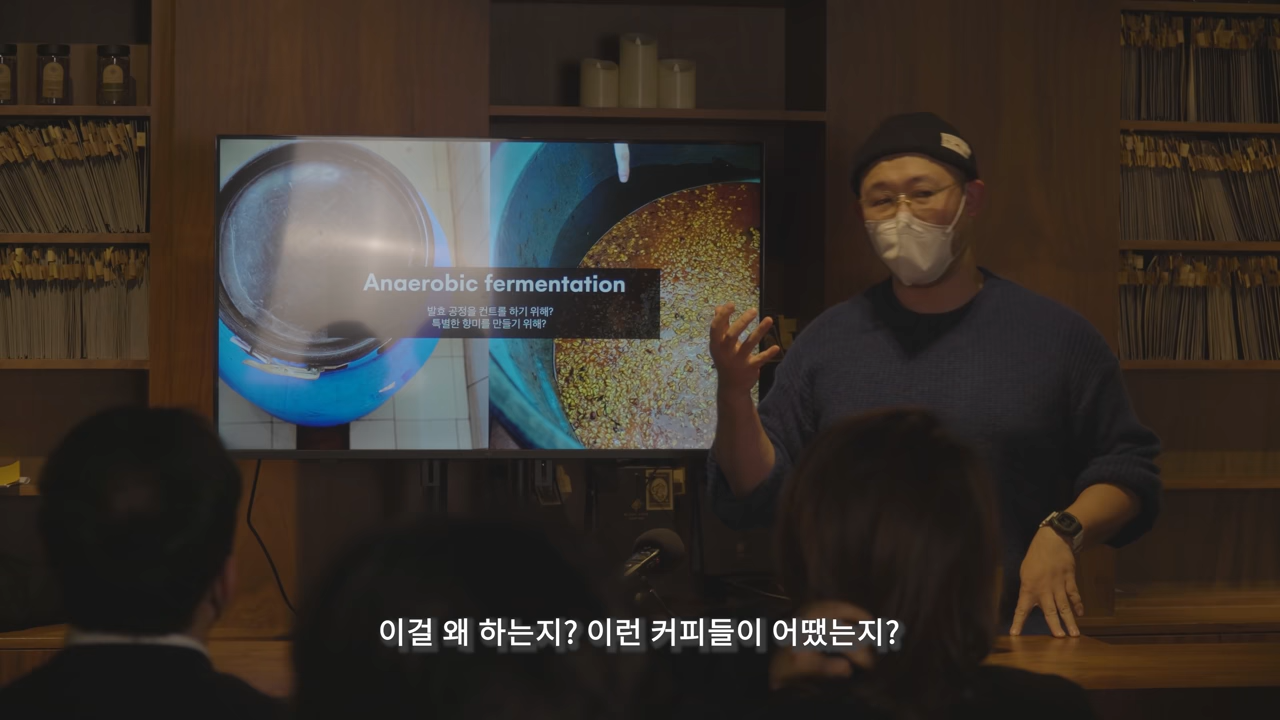 Anaerobic fermentation
발효 공정을 컨트롤 하기 위해?
특별한 향미를 만들기 위해?
이걸 왜 하는지? 이런 커피들이 어땠는지?